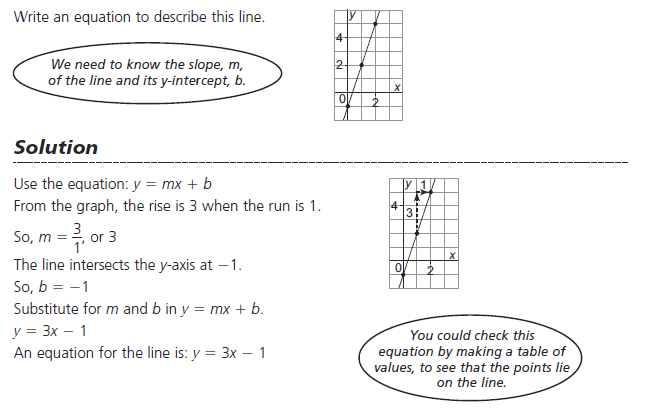 Write an equation to describe this line.
We need to know the slope, m,
of the line and its y-intercept, b.
y
4
2
x
0
2
Solution
Use the equation: y = mx + b
From the graph, the rise is 3 when the run is 1.
So, m = 3/1, or 3
The line intersects the y-axis at −1.
So, b = −1
Substitute for m and b in y = mx + b.
y = 3x − 1
An equation for the line is: y = 3x − 1
y 1
4
3
x
0
2
You could check this
equation by making a table of
values, to see that the points lie
on the line.